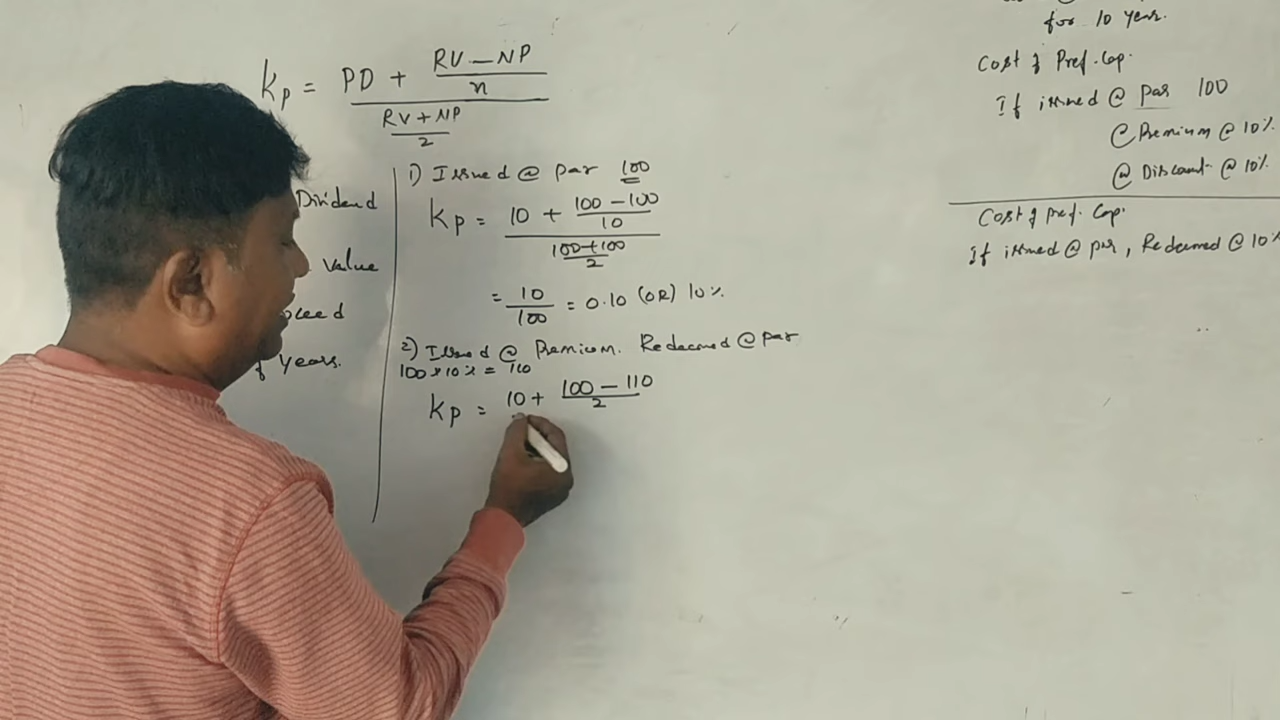 Kp = PD + RV - NP
n
RV + NP
2
Dividend
value
Years.
1) Issued @ par 100
Kp = 10 + 100 - 100
10
100+100
2
= 10
100 = 0.10 (OR) 10%.
2) Issued @ Premium. Redeemed @ par
100 × 10% = 110
Kp = 10 + 100 - 110
2
for 10 Year.
Cost of Pref. Cap.
If issued @ par 100
@ Premium @ 10%
@ Discount @ 10%.
Cost of pref. Cap.
If issued @ par, Redeemed @ 10%